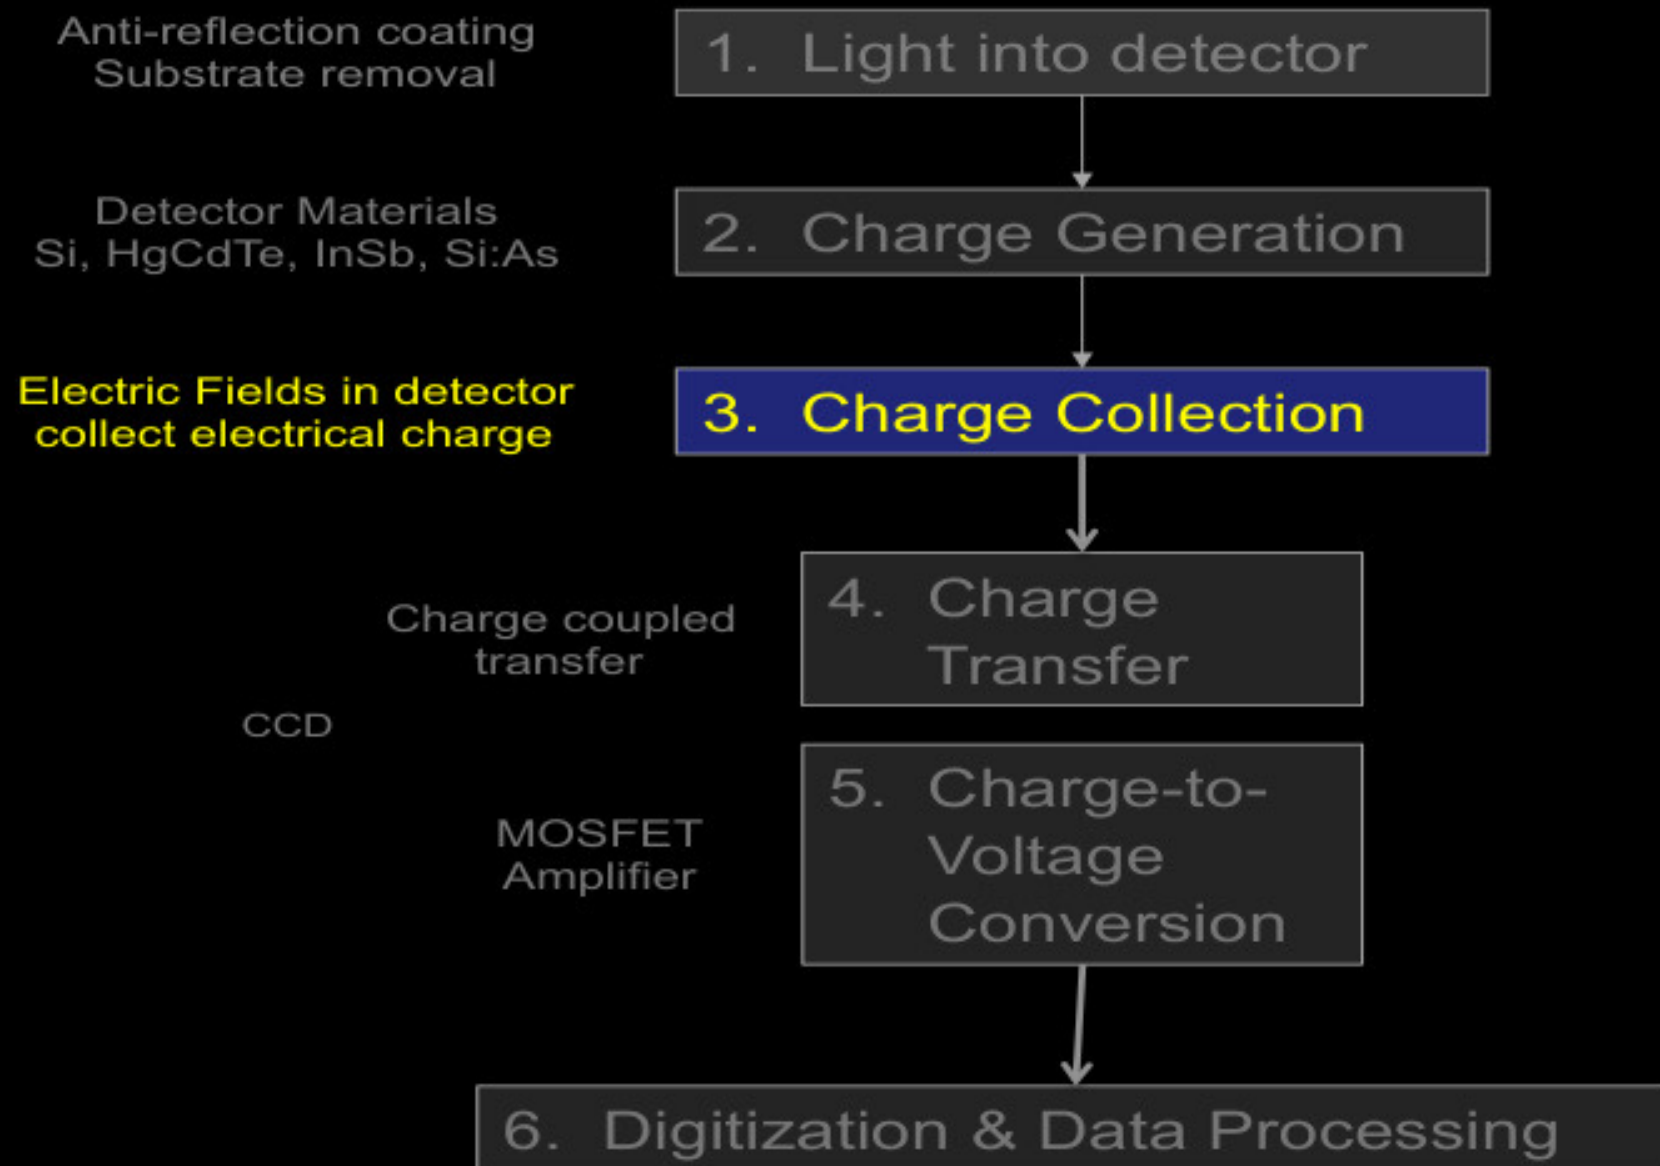 Anti-reflection coating
Substrate removal
1. Light into detector
Detector Materials
Si, HgCdTe, InSb, Si:As
2. Charge Generation
Electric Fields in detector
collect electrical charge
3. Charge Collection
Charge coupled
transfer
4. Charge
Transfer
CCD
MOSFET
Amplifier
5. Charge-to-
Voltage
Conversion
6. Digitization & Data Processing